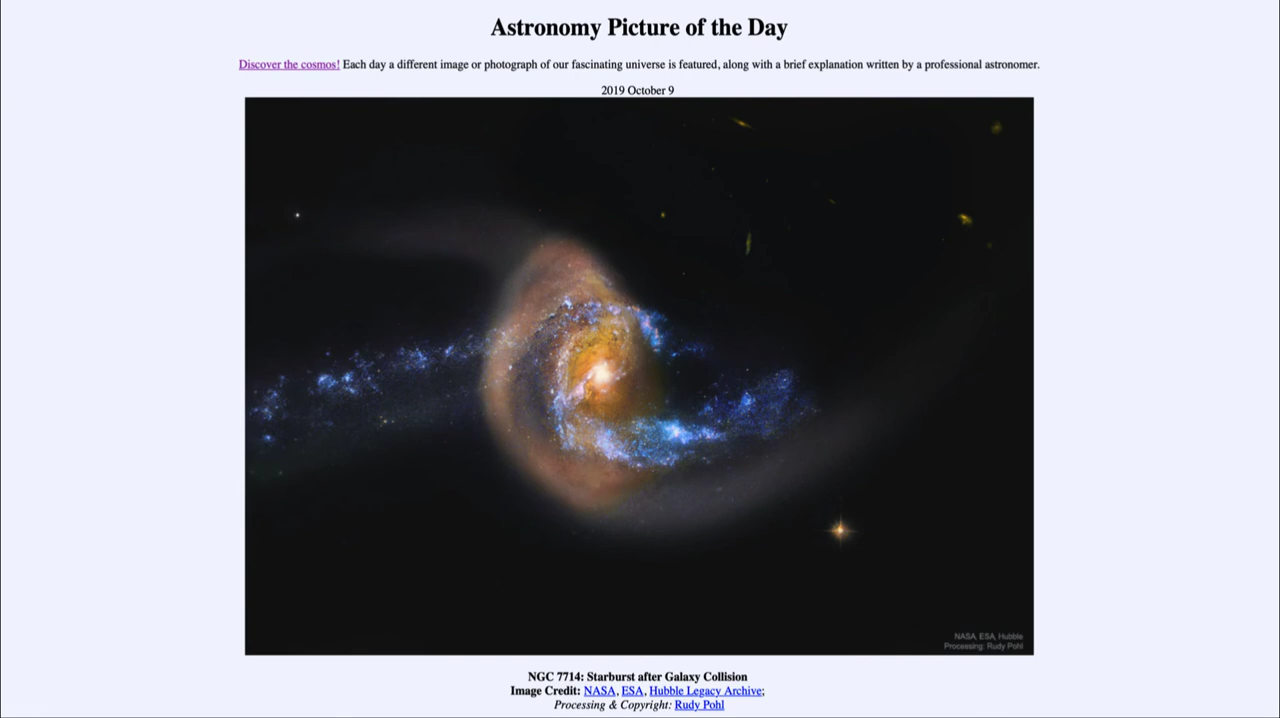 Astronomy Picture of the Day
Discover the cosmos! Each day a different image or photograph of our fascinating universe is featured, along with a brief explanation written by a professional astronomer.
2019 October 9
NASA, ESA, Hubble
Processing: Rudy Pohl
NGC 7714: Starburst after Galaxy Collision
Image Credit: NASA, ESA, Hubble Legacy Archive;
Processing & Copyright: Rudy Pohl